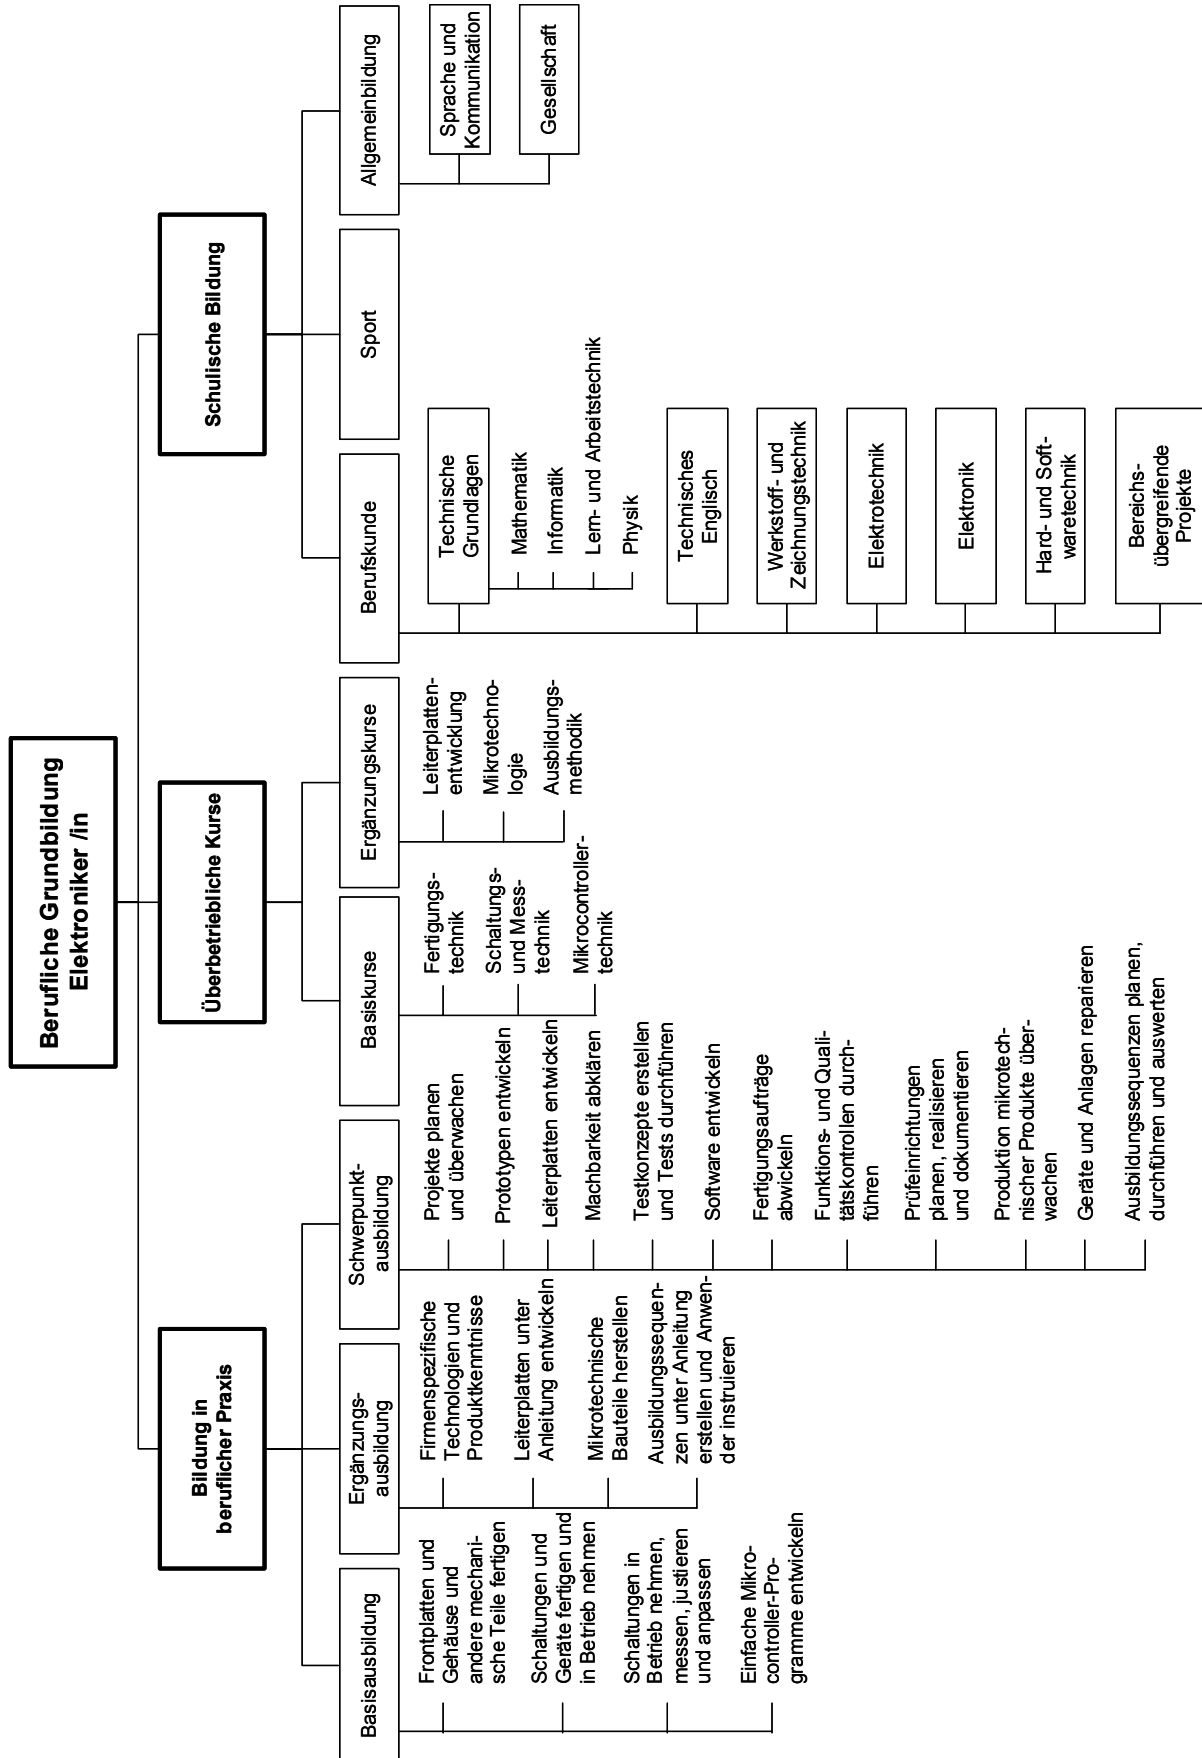 Berufliche Grundbildung
Elektroniker /in
Bildung in
beruflicher Praxis
Überbetriebliche Kurse
Schulische Bildung
Basisausbildung
Ergänzungs-
ausbildung
Schwerpunkt-
ausbildung
Basiskurse
Ergänzungskurse
Berufskunde
Sport
Allgemeinbildung
Frontplatten und
Gehäuse und
andere mechani-
sche Teile fertigen
Schaltungen und
Geräte fertigen und
in Betrieb nehmen
Schaltungen in
Betrieb nehmen,
messen, justieren
und anpassen
Einfache Mikro-
controller-Pro-
gramme entwickeln
Firmenspezifische
Technologien und
Produktkenntnisse
Leiterplatten unter
Anleitung entwickeln
Mikrotechnische
Bauteile herstellen
Ausbildungssequen-
zen unter Anleitung
erstellen und Anwen-
der instruieren
Projekte planen
und überwachen
Prototypen entwickeln
Leiterplatten entwickeln
Machbarkeit abklären
Testkonzepte erstellen
und Tests durchführen
Software entwickeln
Fertigungsaufträge
abwickeln
Funktions- und Quali-
tätskontrollen durch-
führen
Prüfeinrichtungen
planen, realisieren
und dokumentieren
Produktion mikrotech-
nischer Produkte über-
wachen
Geräte und Anlagen reparieren
Ausbildungssequenzen planen,
durchführen und auswerten
Fertigungs-
technik
Schaltungs-
und Mess-
technik
Mikrocontroller-
technik
Leiterplatten-
entwicklung
Mikrotechno-
logie
Ausbildungs-
methodik
Technische
Grundlagen
Mathematik
Informatik
Lern- und Arbeitstechnik
Physik
Technisches
Englisch
Werkstoff- und
Zeichnungstechnik
Elektrotechnik
Elektronik
Hard- und Soft-
waretechnik
Bereichs-
übergreifende
Projekte
Sprache und
Kommunikation
Gesellschaft